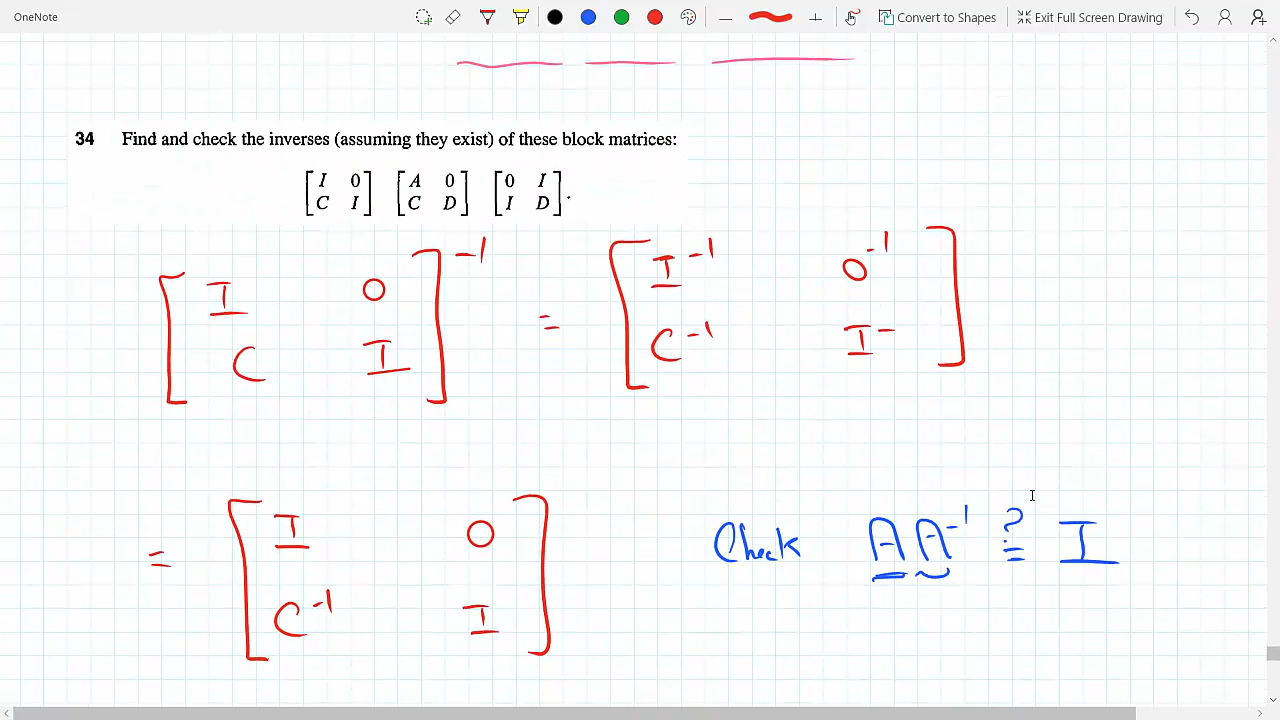 OneNote Convert to Shapes Exit Full Screen Drawing
34 Find and check the inverses (assuming they exist) of these block matrices:
[I 0] [A 0] [0 I]
[C I] [C D] [I D].
[I 0]⁻¹ = [I⁻¹ 0⁻¹]
[C I] [C⁻¹ I⁻]
= [I 0]
[C⁻¹ I]
Check A A⁻¹ ≟ I